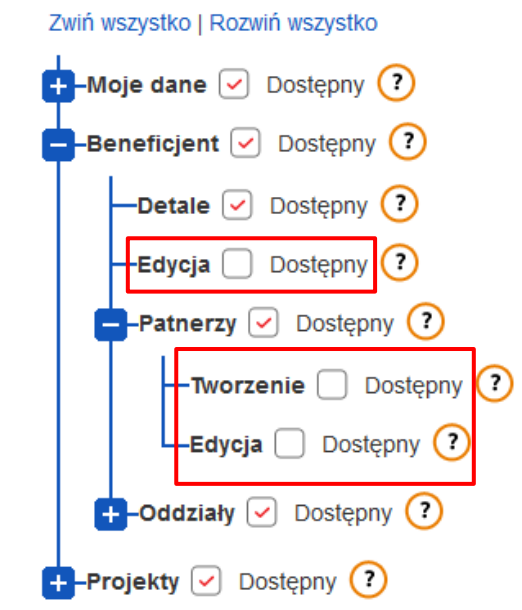 Zwiń wszystko | Rozwiń wszystko
Moje dane Dostępny ?
Beneficjent Dostępny ?
Detale Dostępny ?
Edycja Dostępny ?
Patnerzy Dostępny ?
Tworzenie Dostępny ?
Edycja Dostępny ?
Oddziały Dostępny ?
Projekty Dostępny ?